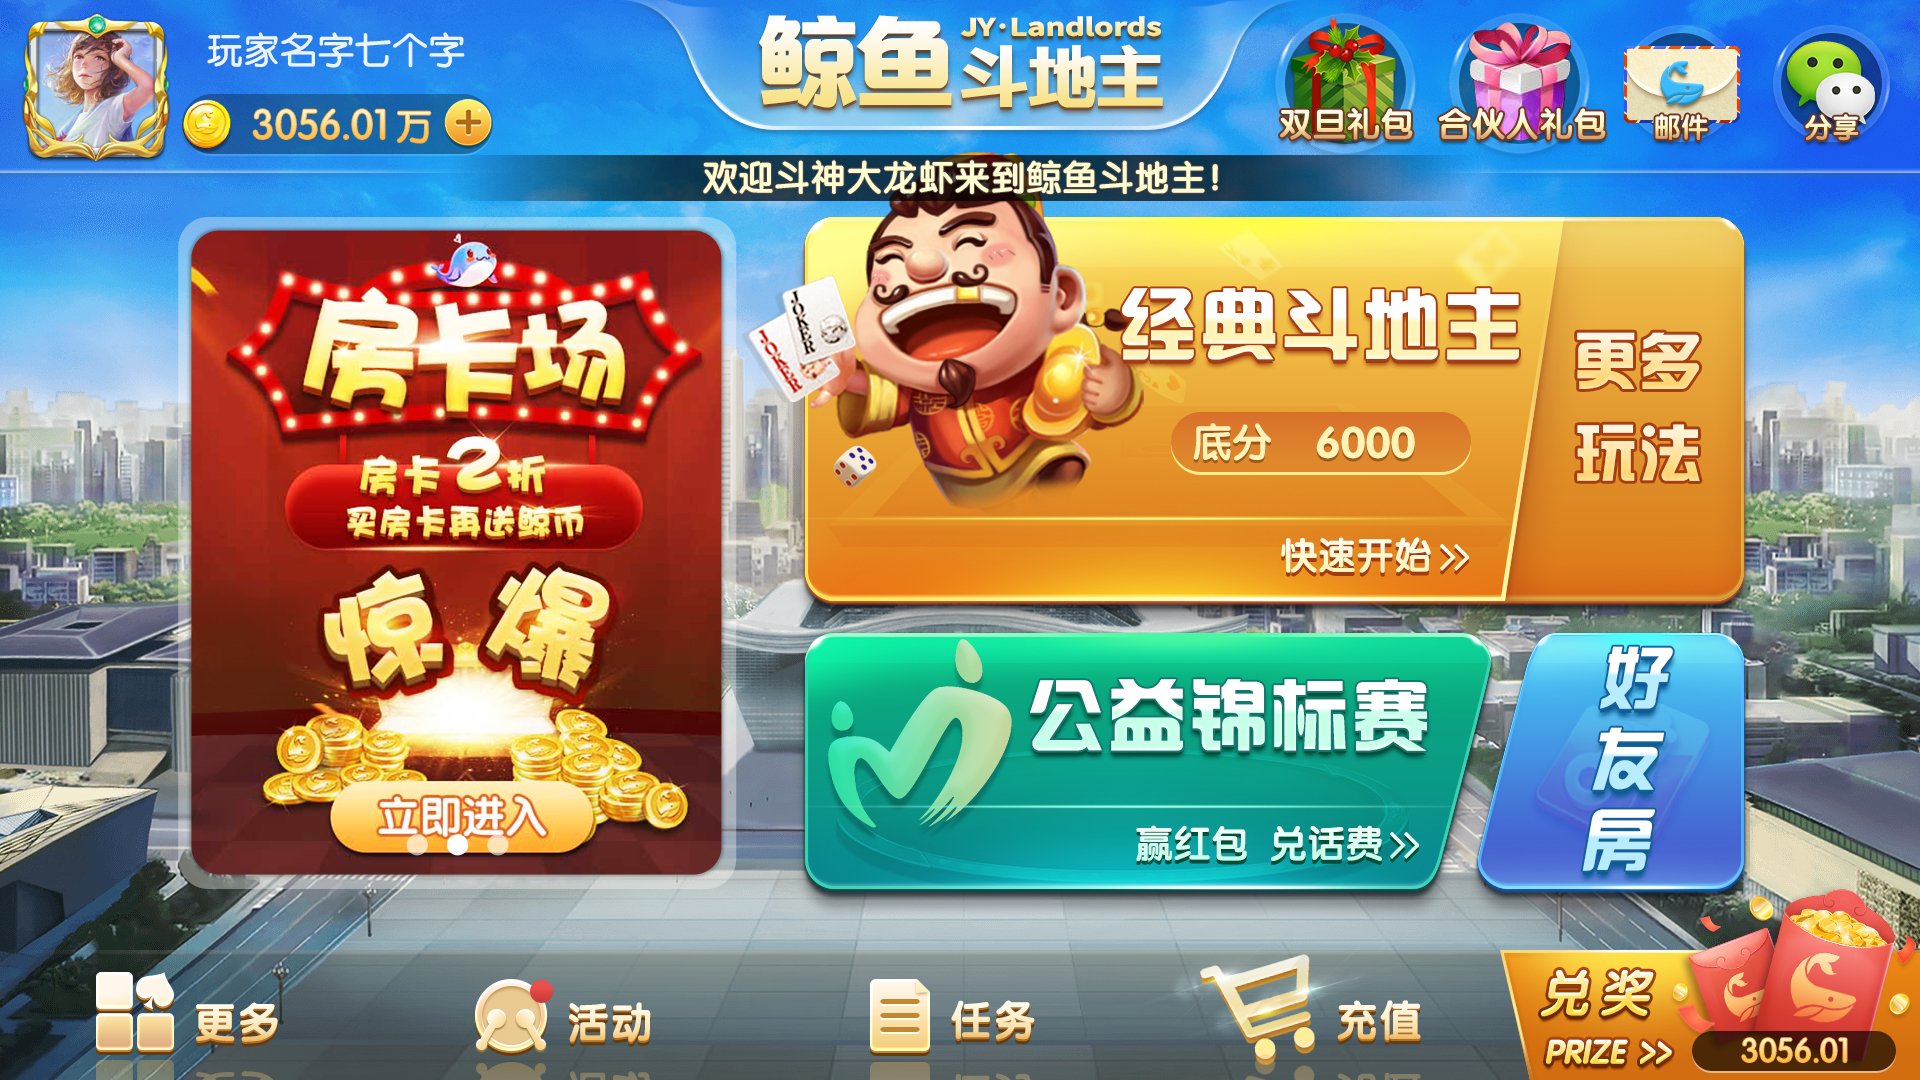 玩家名字七个字
3056.01万
鲸鱼
JY·Landlords
斗地主
双旦礼包
合伙人礼包
邮件
分享
欢迎斗神大龙虾来到鲸鱼斗地主!
房卡场
房卡2折
买房卡再送鲸币
惊爆
立即进入
JOKER
JOKER
经典斗地主
底分 6000
快速开始>>
更多
玩法
公益锦标赛
赢红包 兑话费>>
好友房
更多
活动
任务
充值
兑奖
PRIZE >>
3056.01